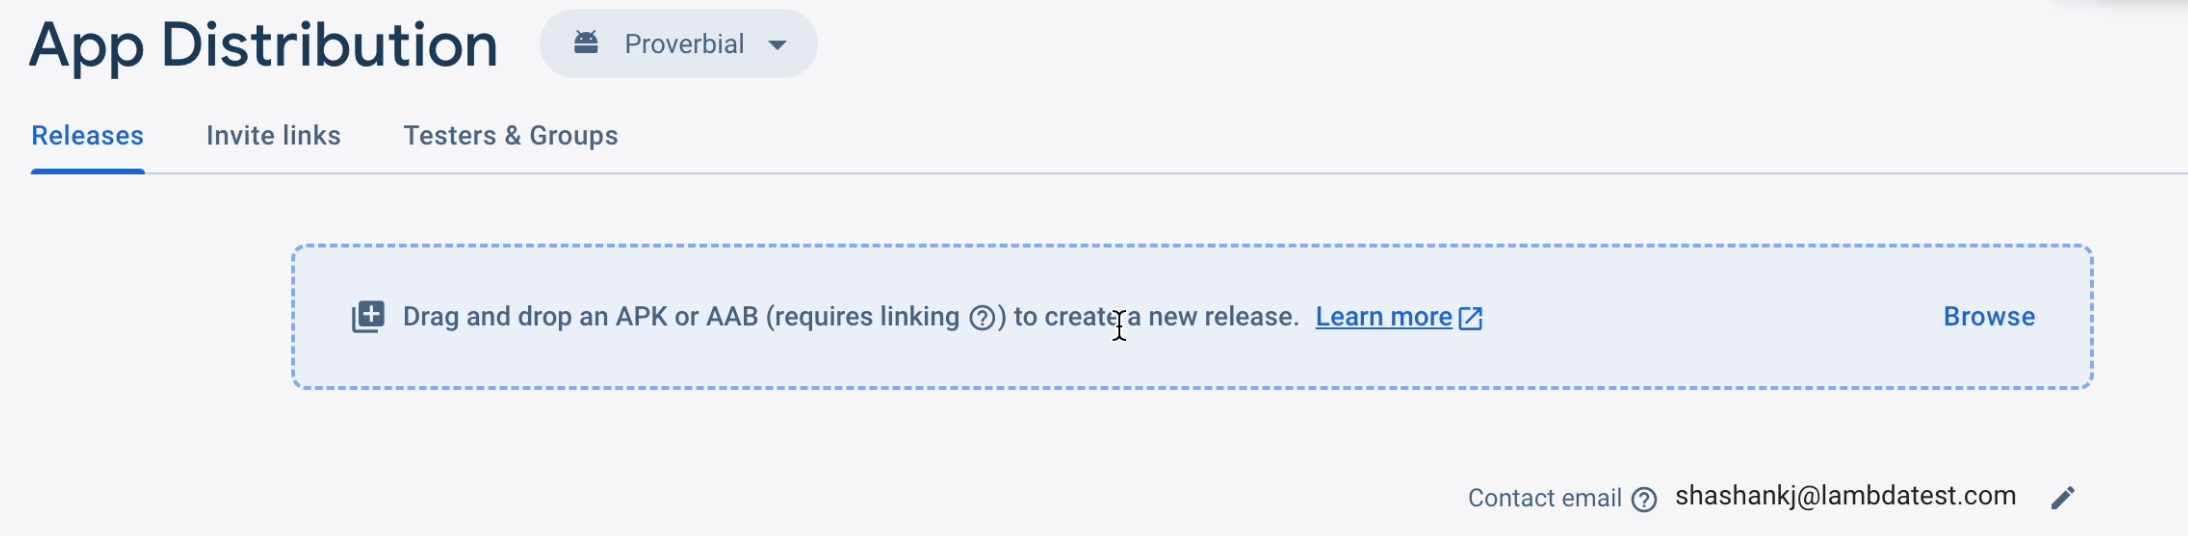 App Distribution Proverbial
Releases Invite links Testers & Groups
Drag and drop an APK or AAB (requires linking ?) to create a new release. Learn more Browse
Contact email ? shashankj@lambdatest.com